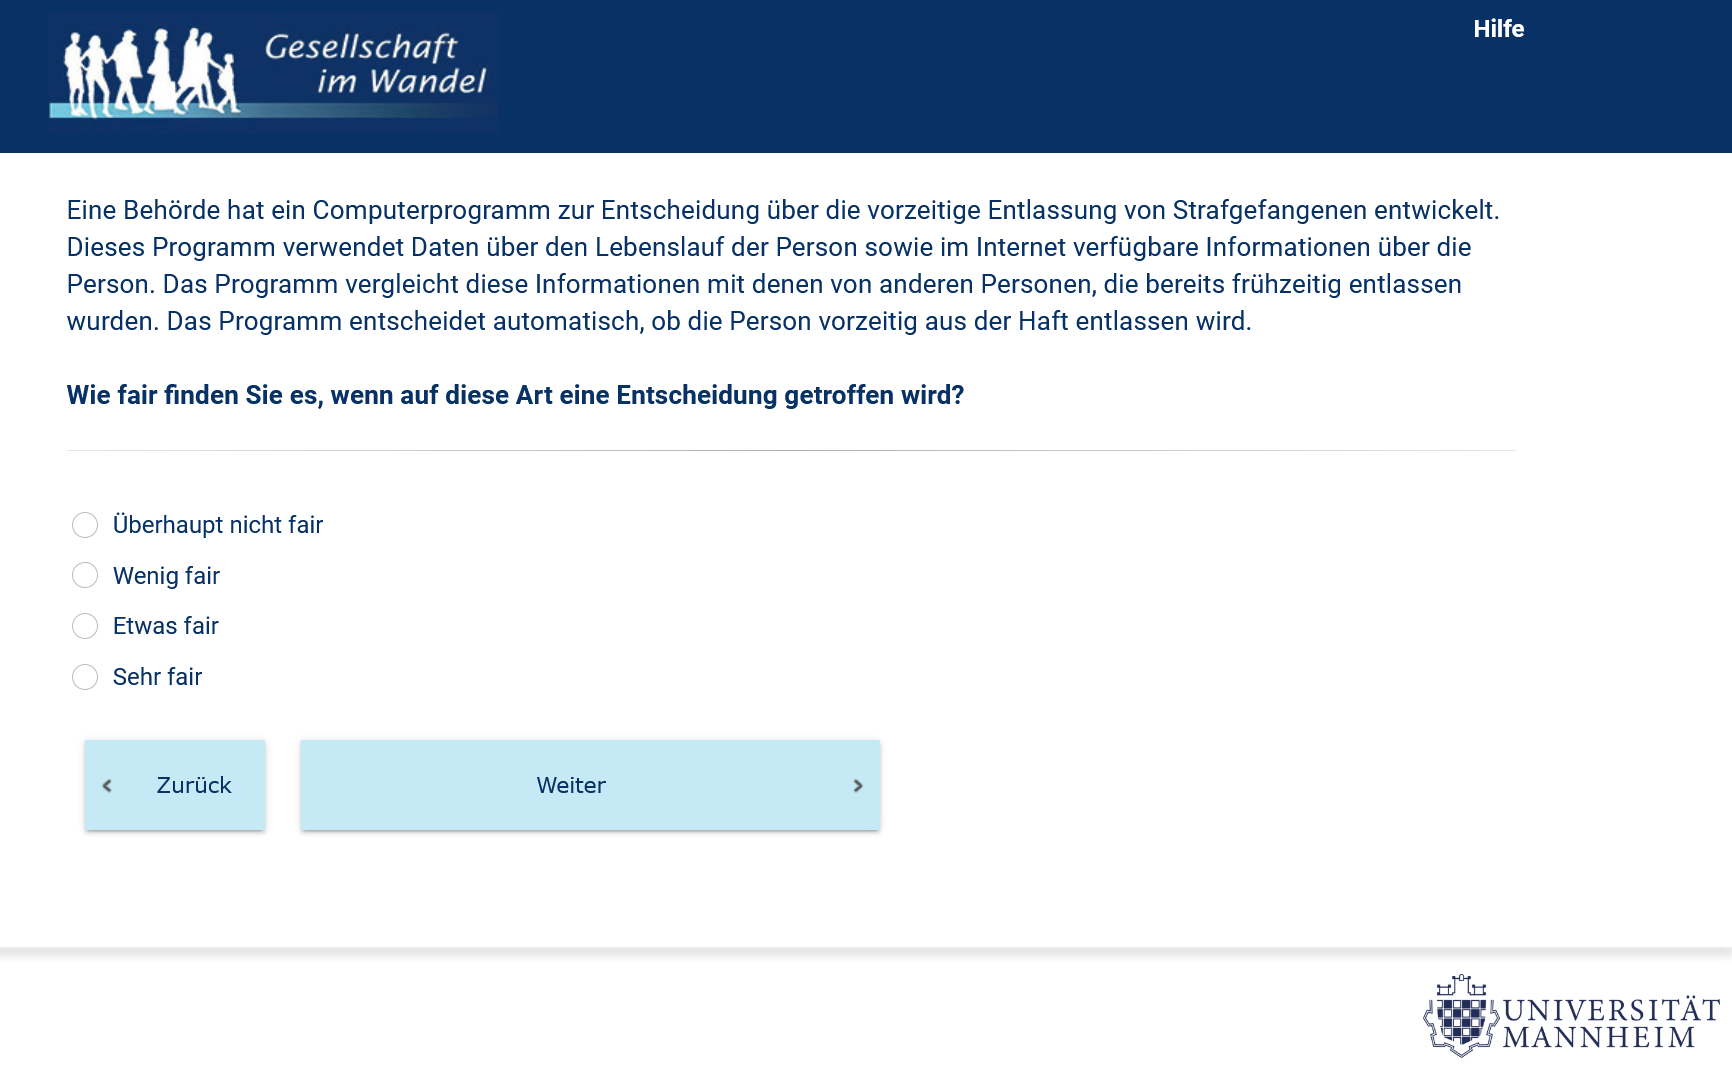 Gesellschaft
im Wandel
Hilfe
Eine Behörde hat ein Computerprogramm zur Entscheidung über die vorzeitige Entlassung von Strafgefangenen entwickelt.
Dieses Programm verwendet Daten über den Lebenslauf der Person sowie im Internet verfügbare Informationen über die
Person. Das Programm vergleicht diese Informationen mit denen von anderen Personen, die bereits frühzeitig entlassen
wurden. Das Programm entscheidet automatisch, ob die Person vorzeitig aus der Haft entlassen wird.
Wie fair finden Sie es, wenn auf diese Art eine Entscheidung getroffen wird?
Überhaupt nicht fair
Wenig fair
Etwas fair
Sehr fair
Zurück
Weiter
UNIVERSITÄT
MANNHEIM